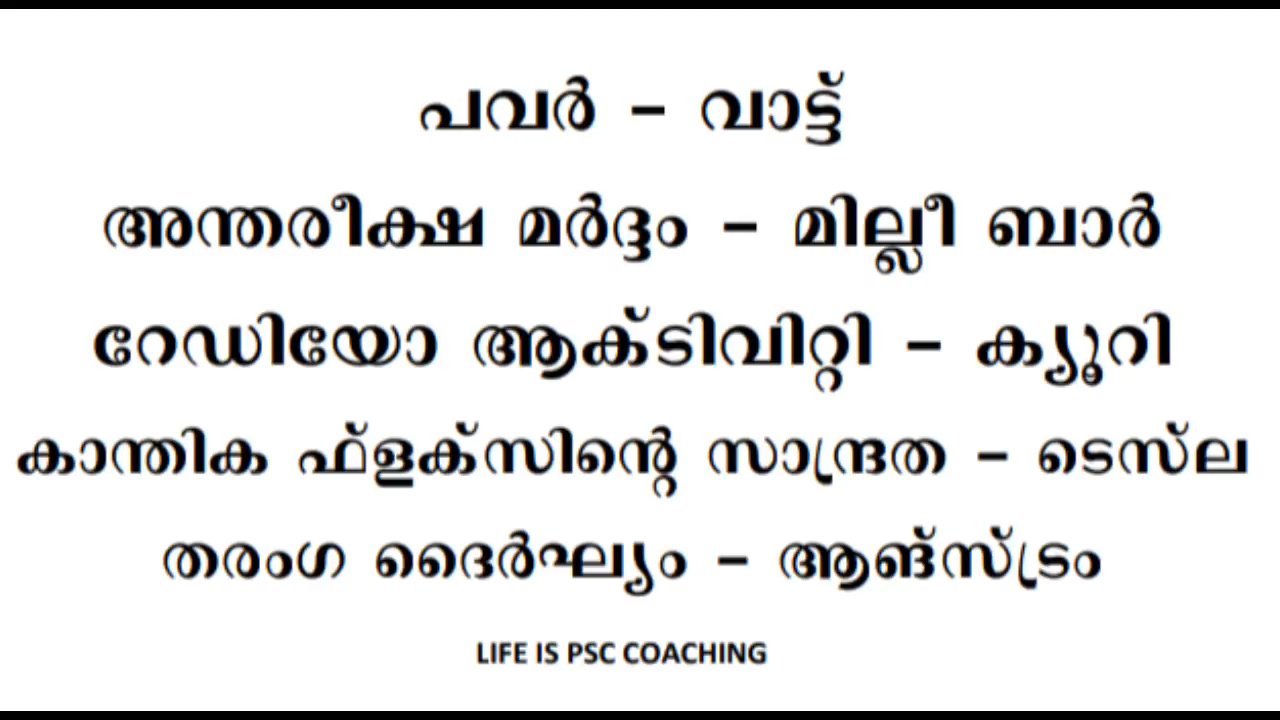 പവർ – വാട്ട്
അന്തരീക്ഷ മർദ്ദം – മില്ലീ ബാർ
റേഡിയോ ആക്ടിവിറ്റി – ക്യൂറി
കാന്തിക ഫ്ളക്സിന്റെ സാന്ദ്രത – ടെസ്ല
തരംഗ ദൈർഘ്യം – ആങ്സ്ട്രം
LIFE IS PSC COACHING